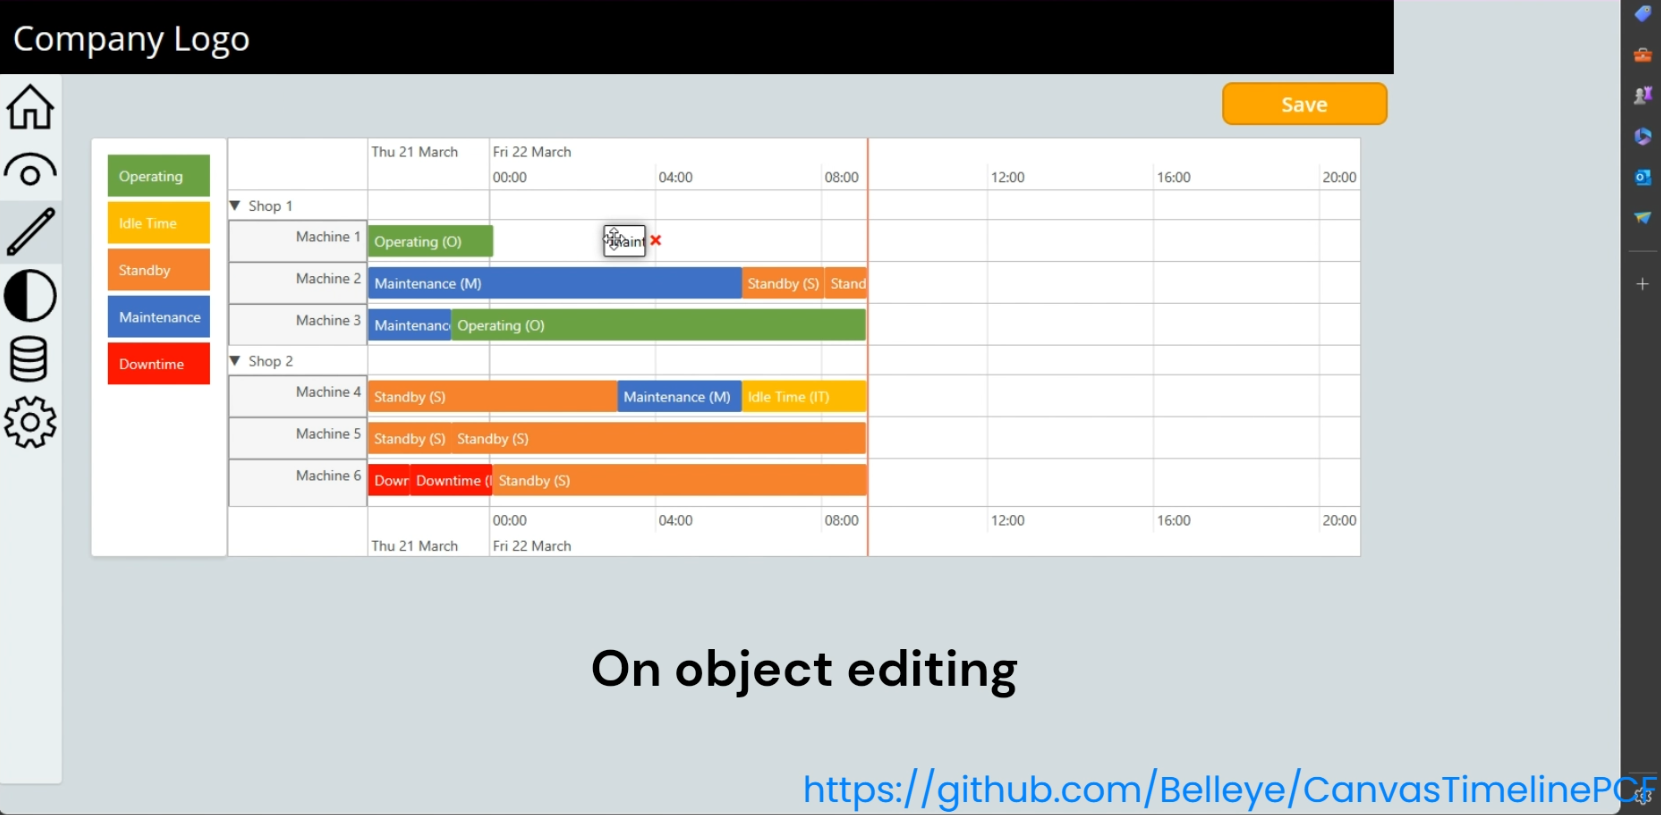 Company Logo
Save
Operating
Idle Time
Standby
Maintenance
Downtime
Thu 21 March
Fri 22 March
00:00
04:00
08:00
12:00
16:00
20:00
Shop 1
Machine 1
Operating (O)
Machine 2
Maintenance (M)
Standby (S)
Stand
Machine 3
Maintenanc
Operating (O)
Shop 2
Machine 4
Standby (S)
Maintenance (M)
Idle Time (IT)
Machine 5
Standby (S)
Standby (S)
Machine 6
Down
Downtime (
Standby (S)
00:00
04:00
08:00
12:00
16:00
20:00
Thu 21 March
Fri 22 March
On object editing
https://github.com/Belleye/CanvasTimelinePCF